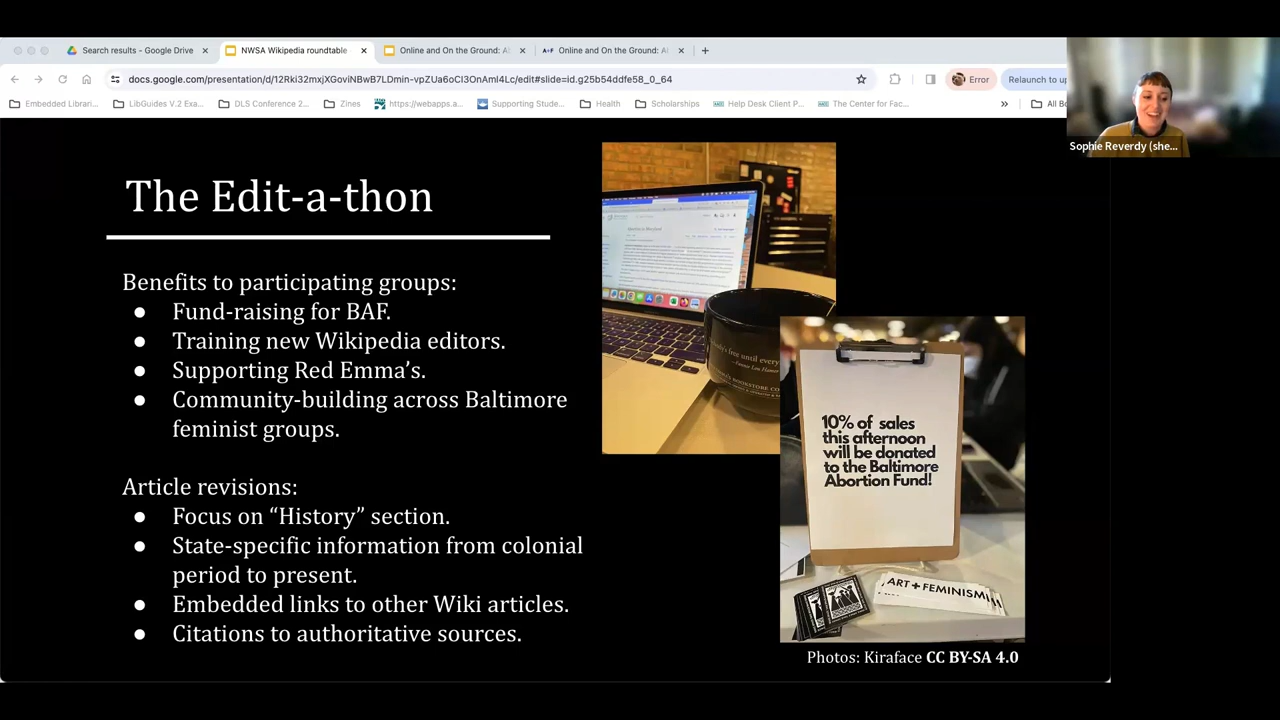 Search results - Google Drive
NWSA Wikipedia roundtable
Online and On the Ground: A
Online and On the Ground: A
docs.google.com/presentation/d/12Rki32mxjXGoviNBwB7LDmin-vpZUa6oCl3OnAmI4Lc/edit#slide=id.g25b54ddfe58_0_64
Error
Relaunch to up
Embedded Librari...
LibGuides V.2 Exa...
DLS Conference 2...
Zines
https://webapps.a...
Supporting Stude...
Health
Scholarships
Help Desk Client P...
The Center for Fac...
All Bo
Sophie Reverdy (she...
The Edit-a-thon
Benefits to participating groups:
● Fund-raising for BAF.
● Training new Wikipedia editors.
● Supporting Red Emma’s.
● Community-building across Baltimore
feminist groups.
Article revisions:
● Focus on “History” section.
● State-specific information from colonial
period to present.
● Embedded links to other Wiki articles.
● Citations to authoritative sources.
free until every
BOOKSTORE CO
10% of sales
this afternoon
will be donated
to the Baltimore
Abortion Fund!
ART+FEMINISM
Photos: Kiraface CC BY-SA 4.0